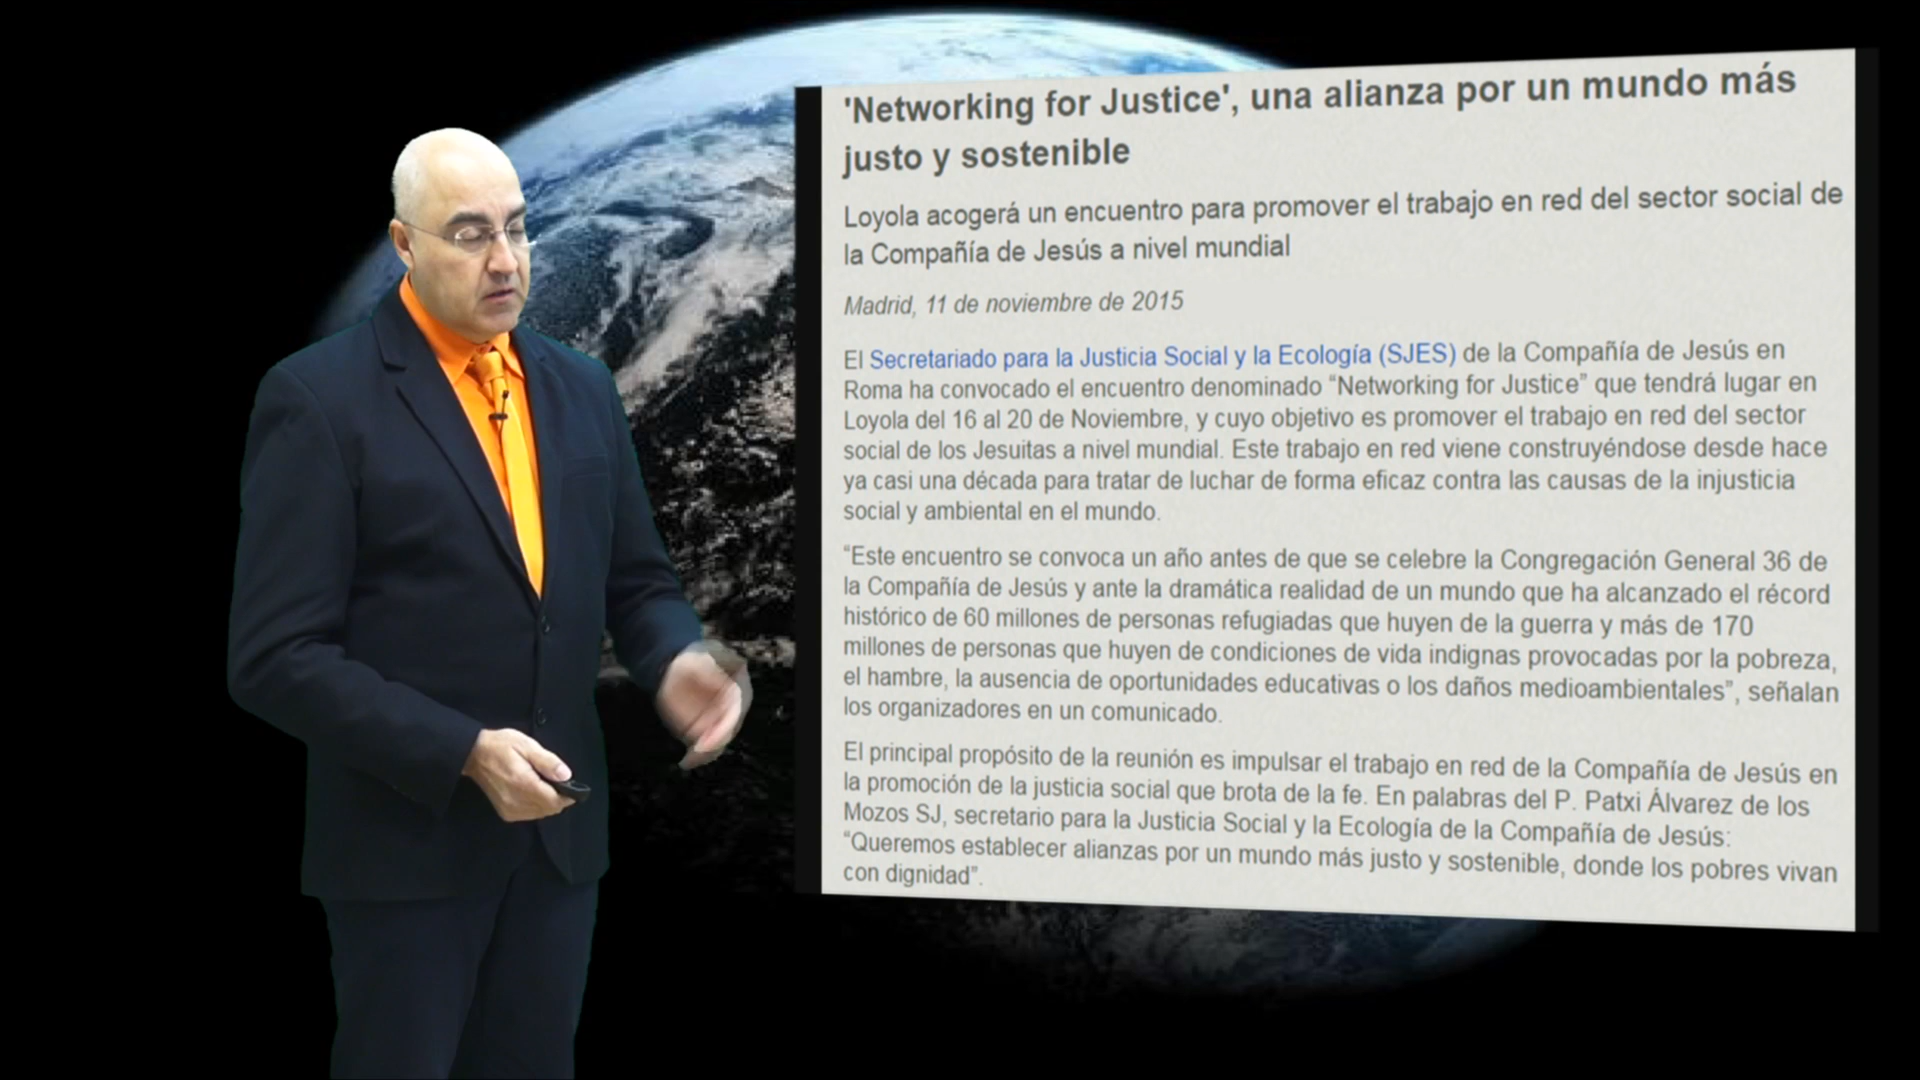 'Networking for Justice', una alianza por un mundo más
justo y sostenible
Loyola acogerá un encuentro para promover el trabajo en red del sector social de
la Compañía de Jesús a nivel mundial
Madrid, 11 de noviembre de 2015
El Secretariado para la Justicia Social y la Ecología (SJES) de la Compañía de Jesús en
Roma ha convocado el encuentro denominado “Networking for Justice” que tendrá lugar en
Loyola del 16 al 20 de Noviembre, y cuyo objetivo es promover el trabajo en red del sector
social de los Jesuitas a nivel mundial. Este trabajo en red viene construyéndose desde hace
ya casi una década para tratar de luchar de forma eficaz contra las causas de la injusticia
social y ambiental en el mundo.
“Este encuentro se convoca un año antes de que se celebre la Congregación General 36 de
la Compañía de Jesús y ante la dramática realidad de un mundo que ha alcanzado el récord
histórico de 60 millones de personas refugiadas que huyen de la guerra y más de 170
millones de personas que huyen de condiciones de vida indignas provocadas por la pobreza,
el hambre, la ausencia de oportunidades educativas o los daños medioambientales”, señalan
los organizadores en un comunicado.
El principal propósito de la reunión es impulsar el trabajo en red de la Compañía de Jesús en
la promoción de la justicia social que brota de la fe. En palabras del P. Patxi Álvarez de los
Mozos SJ, secretario para la Justicia Social y la Ecología de la Compañía de Jesús:
“Queremos establecer alianzas por un mundo más justo y sostenible, donde los pobres vivan
con dignidad”.